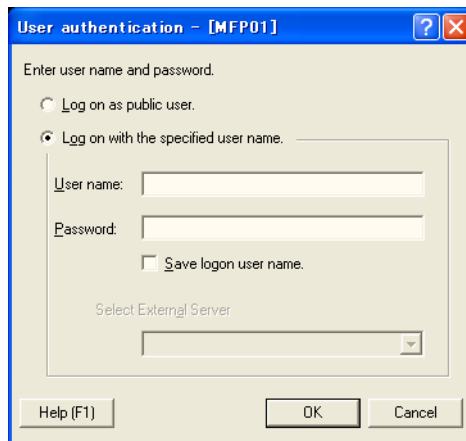 User authentication - [MFP01]
Enter user name and password.
Log on as public user.
Log on with the specified user name.
User name:
Password:
Save logon user name.
Select External Server
Help (F1)
OK
Cancel